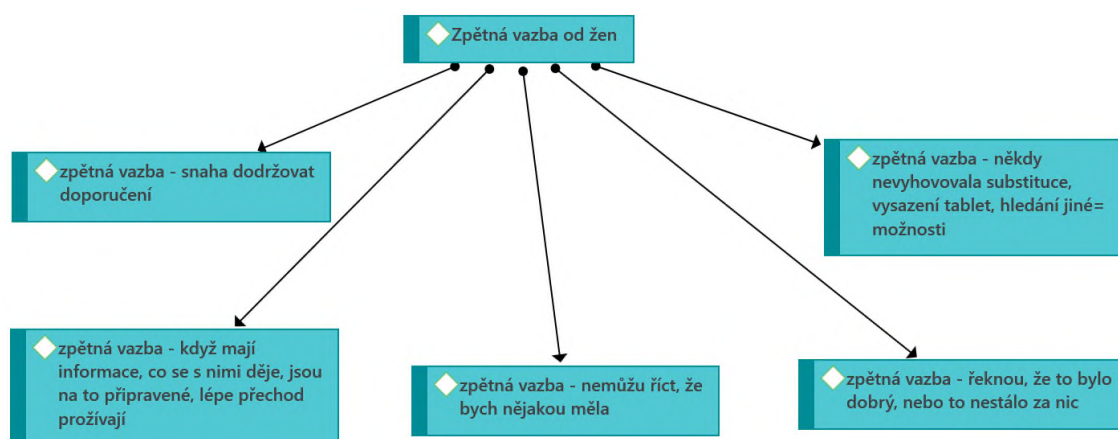 Zpětná vazba od žen
zpětná vazba - snaha dodržovat
doporučení
zpětná vazba - někdy
nevyhovovala substituce,
vysazení tablet, hledání jiné=
možnosti
zpětná vazba - když mají
informace, co se s nimi děje, jsou
na to připravené, lépe přechod
prožívají
zpětná vazba - nemůžu říct, že
bych nějakou měla
zpětná vazba - řeknou, že to bylo
dobrý, nebo to nestálo za nic